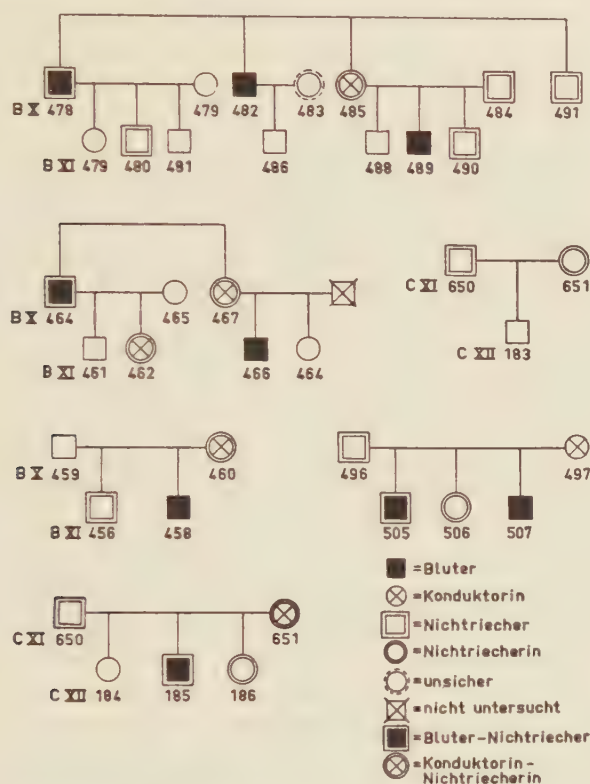 479 483 484
B X 478 482 485 491
B XI 479 480 481 486 488 489 490
C XI 650 651
B X 464 465 467
C XII 183
B XI 461 462 466 464
B X 459 460 496 497
B XI 456 458 505 506 507
=Bluter
=Konduktorin
=Nichtriecher
C XI 650 651
=Nichtriecherin
=unsicher
C XII 184 185 186
=nicht untersucht
=Bluter-Nichtriecher
=Konduktorin-
Nichtriecherin